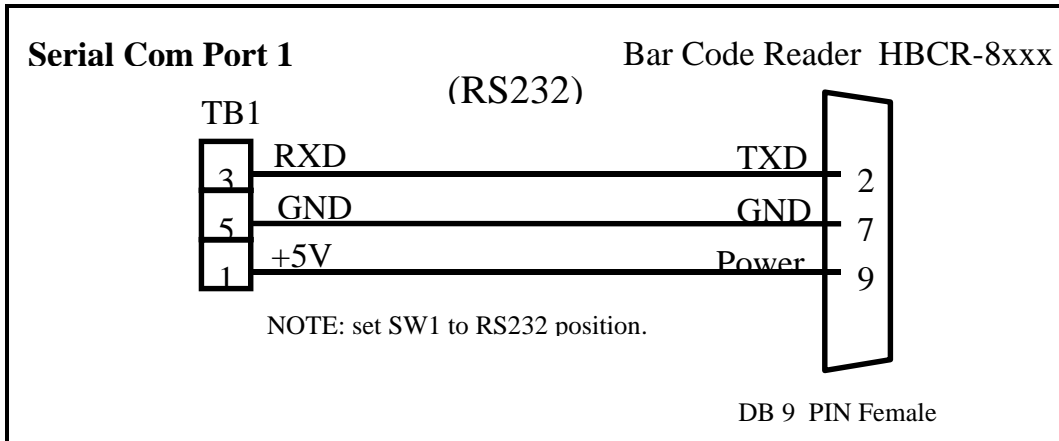 Serial Com Port 1
Bar Code Reader HBCR-8xxx
(RS232)
TB1
3 RXD TXD 2
5 GND GND 7
1 +5V Power 9
NOTE: set SW1 to RS232 position.
DB 9 PIN Female